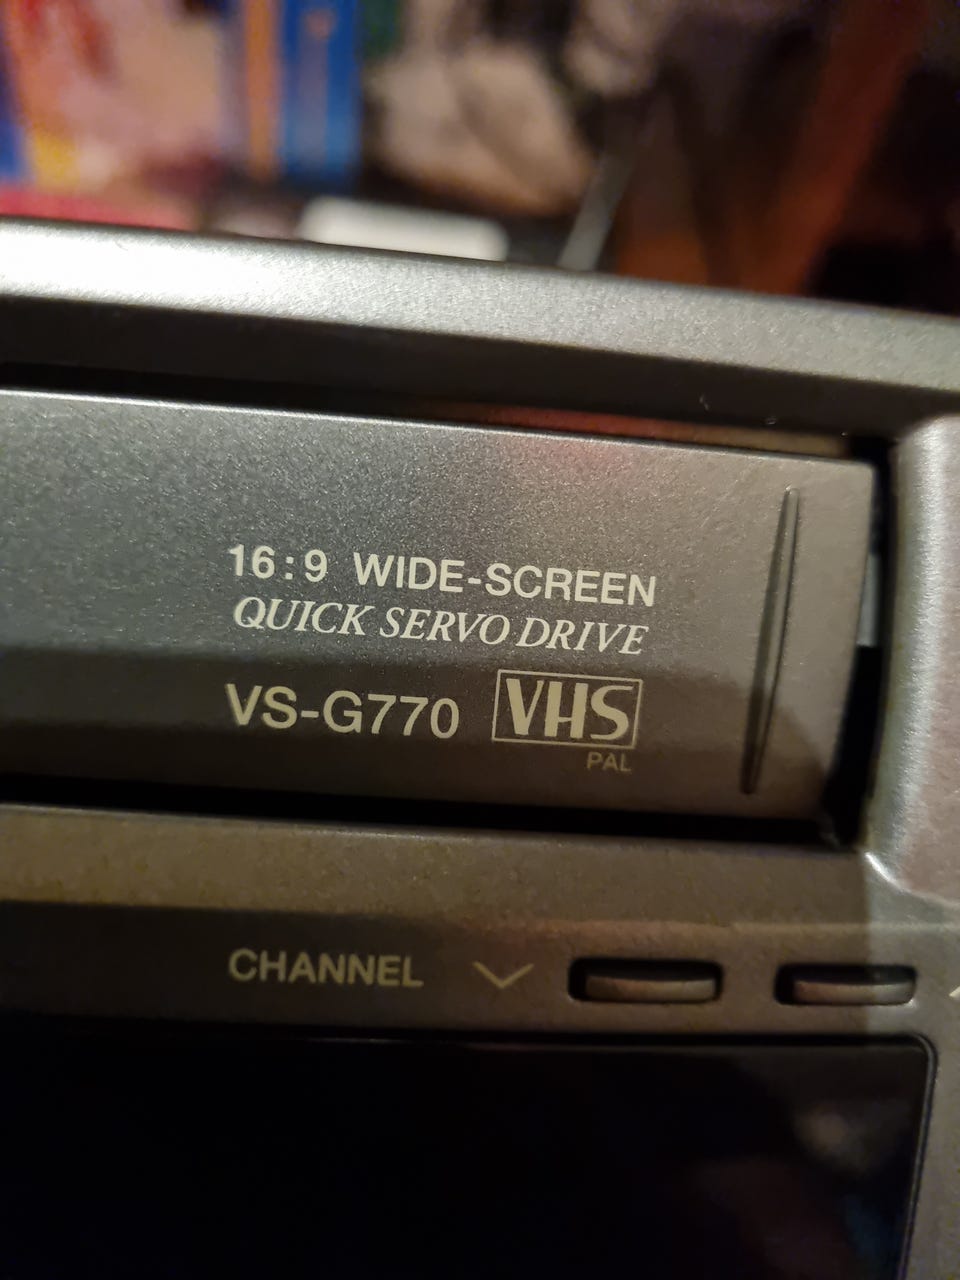 16:9 WIDE-SCREEN
QUICK SERVO DRIVE
VS-G770 VHS
PAL
CHANNEL